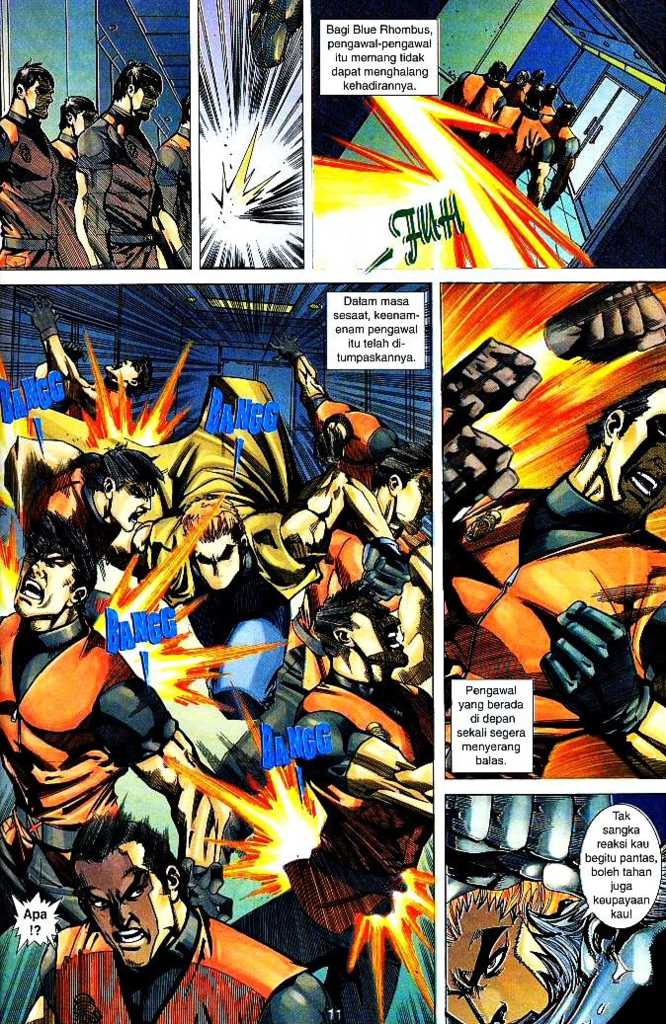 Bagi Blue Rhombus,
pengawal-pengawal
itu memang tidak
dapat menghalang
kehadirannya.
Dalam masa
sesaat, keenam-
enam pengawal
itu telah di-
tumpaskannya.
BANGG
BANGG
BANGG
BANGG
Apa
!?
Pengawal
yang berada
di depan
sekali segera
menyerang
balas.
Tak
sangka
reaksi kau
begitu pantas,
boleh tahan
juga
keupayaan
kau!
11